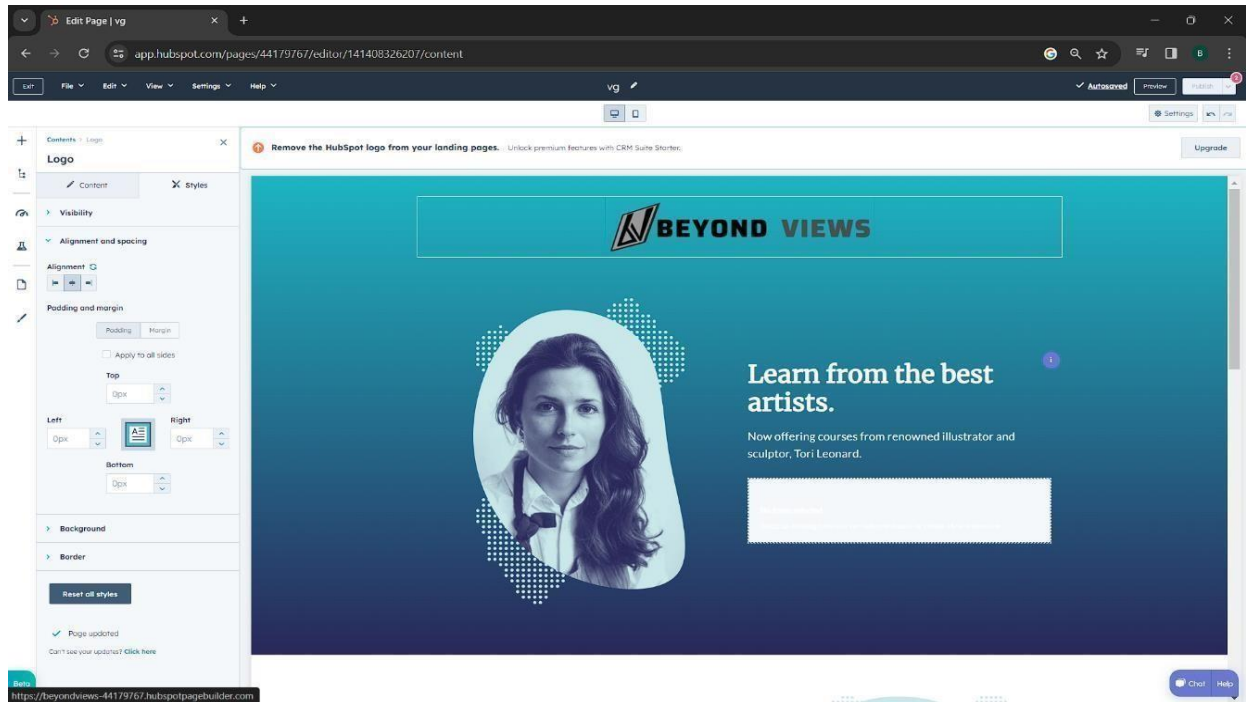 Edit Page | vg
app.hubspot.com/pages/44179767/editor/141408326207/content
B
Exit File Edit View Settings Help
vg
Autosaved Preview Publish 2
Settings
Contents > Logo
Logo
Content Styles
Visibility
Alignment and spacing
Alignment
Padding and margin
Padding Margin
Apply to all sides
Top
0px
Left Right
0px 0px
Bottom
0px
Background
Border
Reset all styles
Page updated
Can't see your updates? Click here
Beta
https://beyondviews-44179767.hubspotpagebuilder.com
Remove the HubSpot logo from your landing pages. Unlock premium features with CRM Suite Starter.
Upgrade
BEYOND VIEWS
Learn from the best
artists.
Now offering courses from renowned illustrator and
sculptor, Tori Leonard.
Chat Help